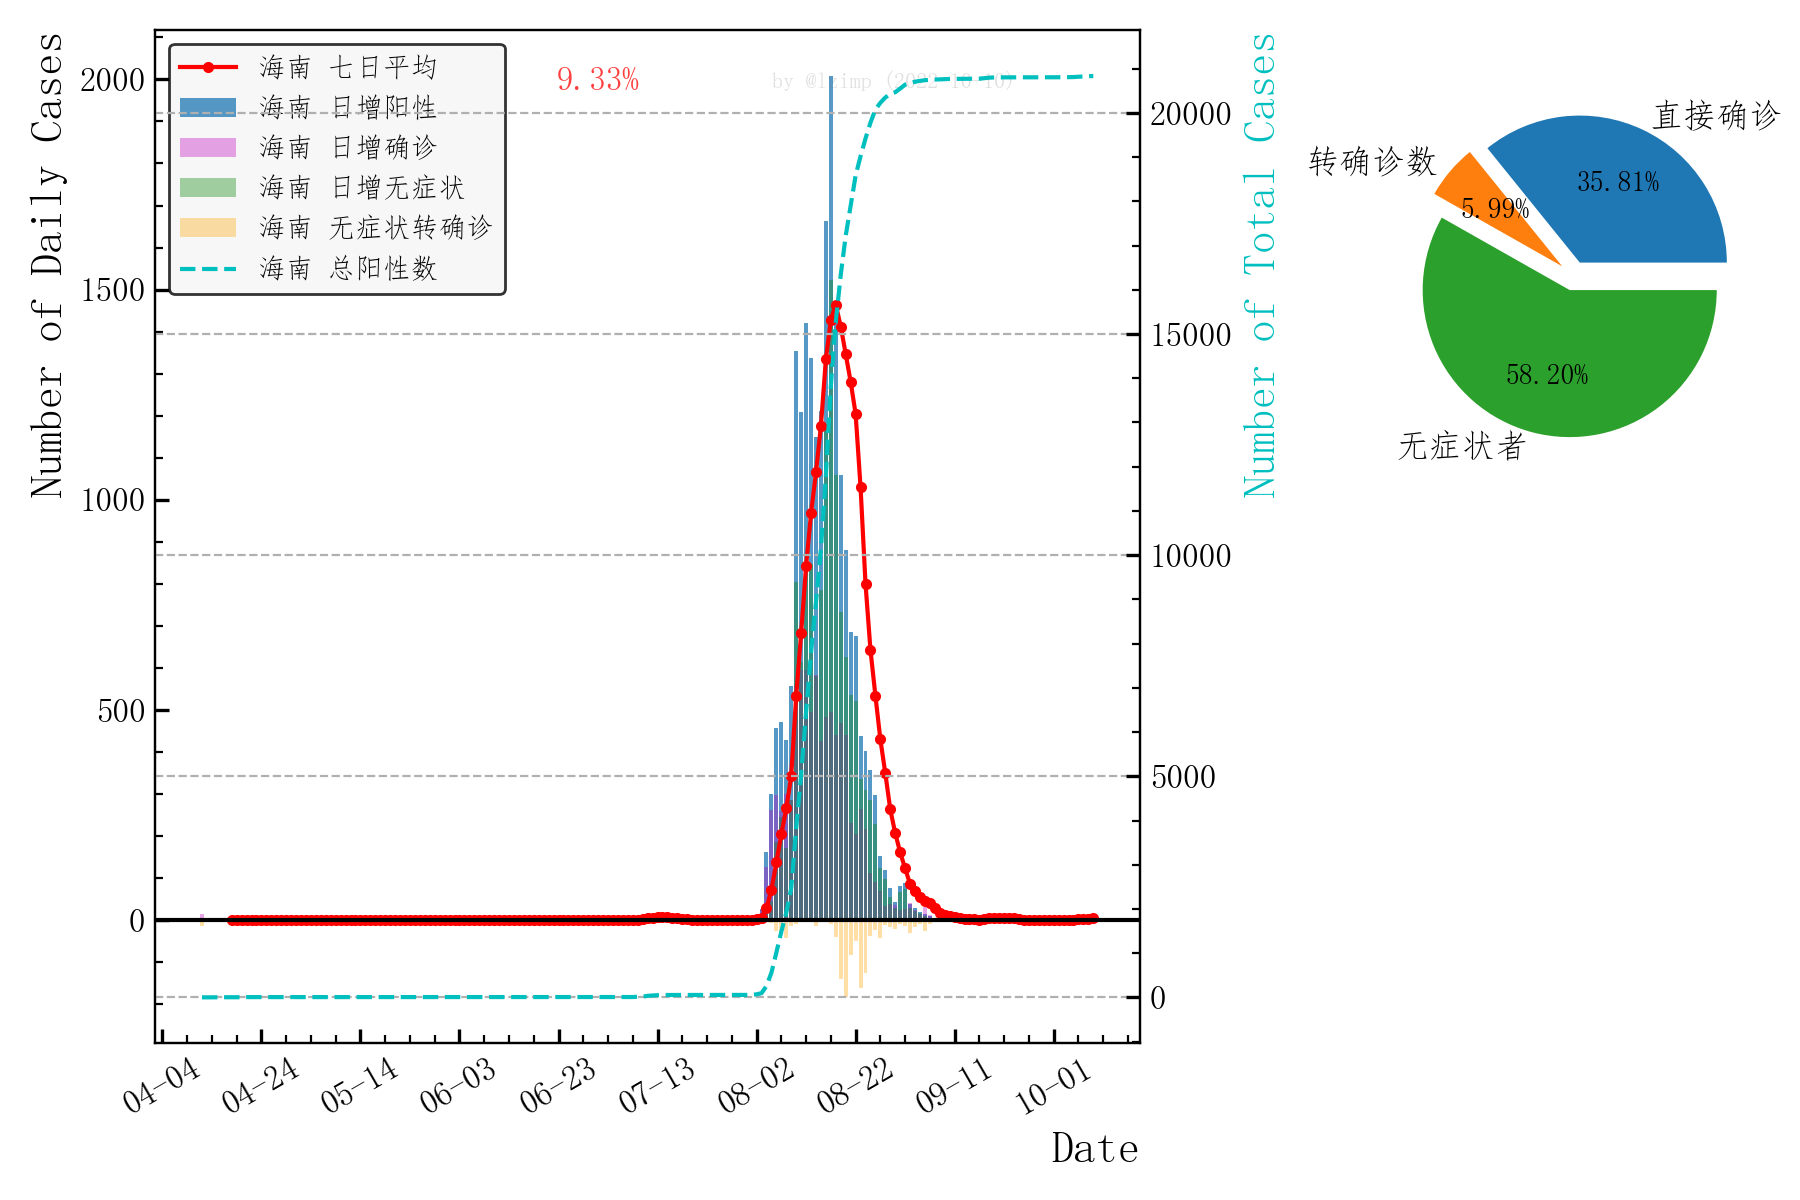 Number of Daily Cases
2000
1500
1000
500
0
海南 七日平均
海南 日增阳性
海南 日增确诊
海南 日增无症状
海南 无症状转确诊
海南 总阳性数
9.33%
by
04-04
04-24
05-14
06-03
06-23
07-13
08-02
08-22
09-11
10-01
Date
20000
15000
10000
5000
0
Number of Total Cases
直接确诊
35.81%
转确诊数
5.99%
58.20%
无症状者